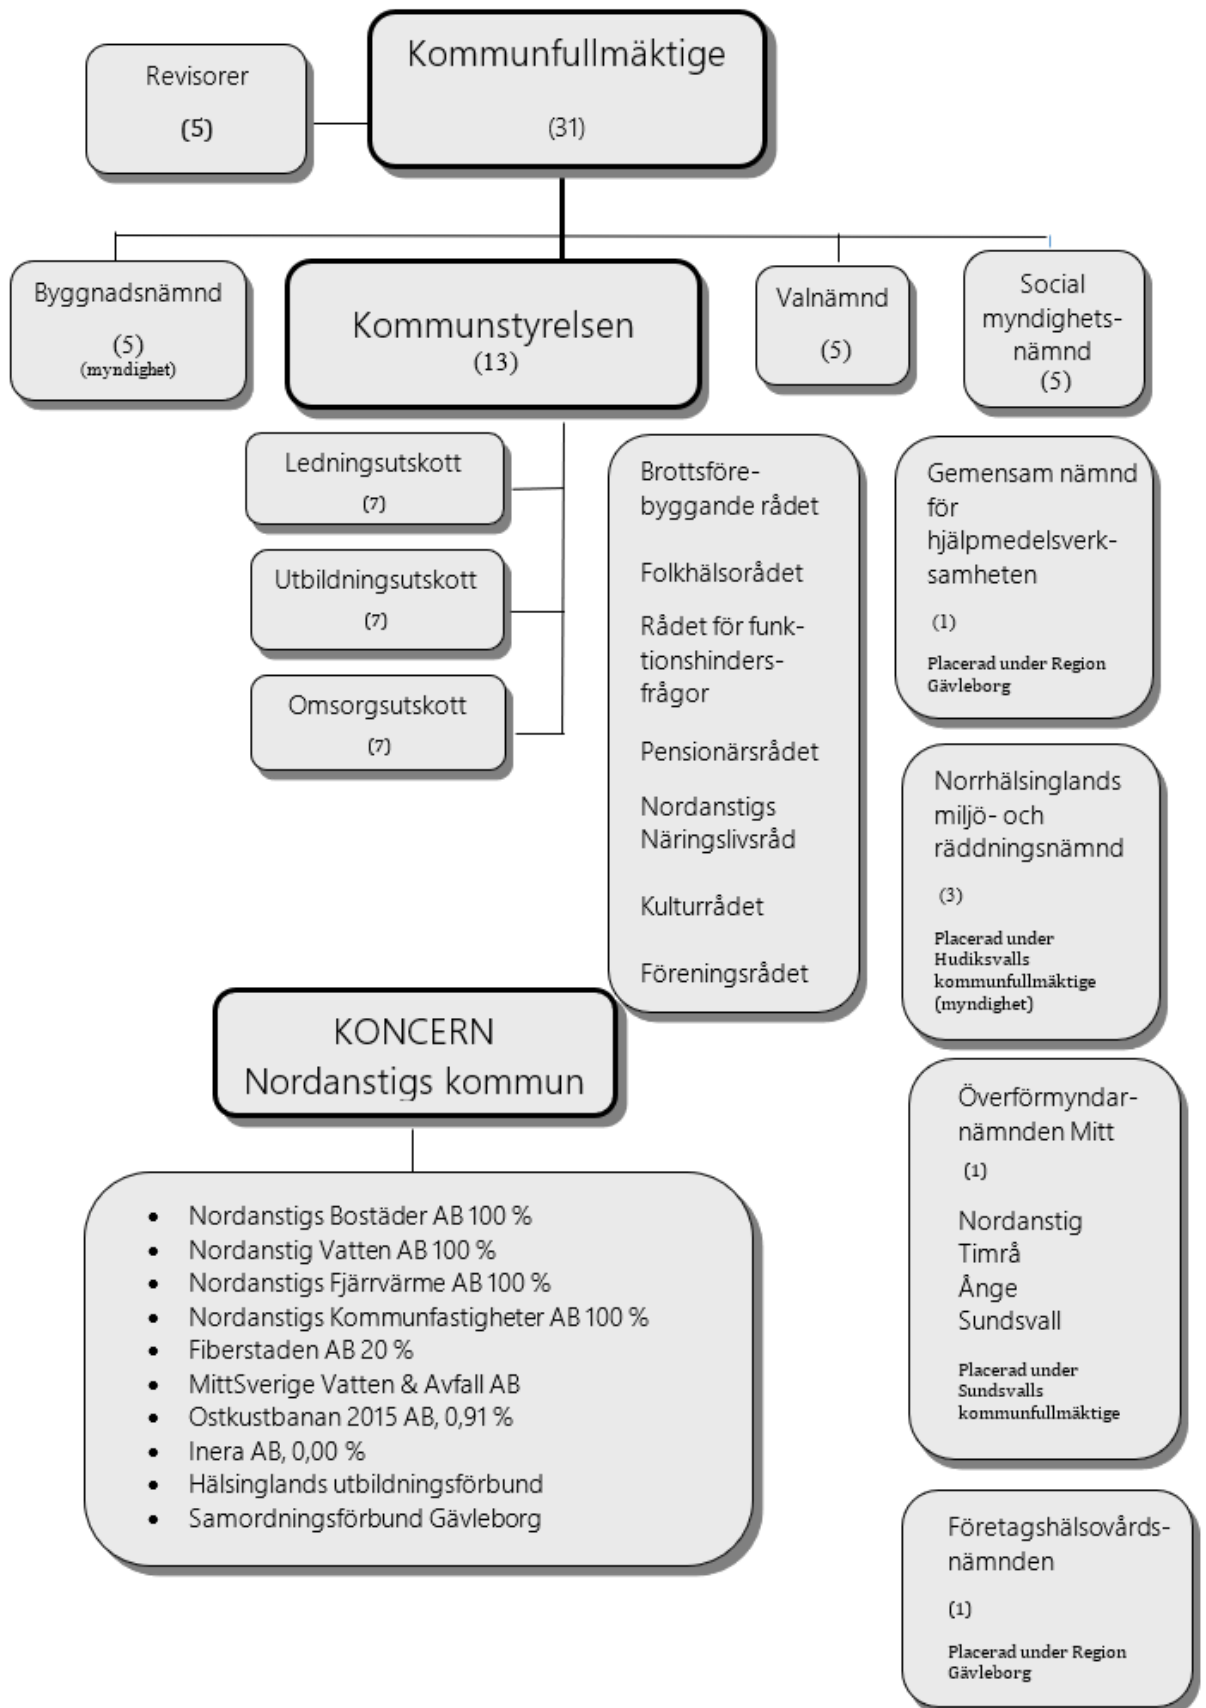 Kommunfullmäktige
(31)
Revisorer
(5)
Byggnadsnämnd
(5)
(myndighet)
Kommunstyrelsen
(13)
Valnämnd
(5)
Social
myndighets-
nämnd
(5)
Ledningsutskott
(7)
Utbildningsutskott
(7)
Omsorgsutskott
(7)
Brottsföre-
byggande rådet
Folkhälsorådet
Rådet för funk-
tionshinders-
frågor
Pensionärsrådet
Nordanstigs
Näringslivsråd
Kulturrådet
Föreningsrådet
Gemensam nämnd
för
hjälpmedelsverk-
samheten
(1)
Placerad under Region
Gävleborg
Norrhälsinglands
miljö- och
räddningsnämnd
(3)
Placerad under
Hudiksvalls
kommunfullmäktige
(myndighet)
Överförmyndar-
nämnden Mitt
(1)
Nordanstig
Timrå
Ånge
Sundsvall
Placerad under
Sundsvalls
kommunfullmäktige
Företagshälsovårds-
nämnden
(1)
Placerad under Region
Gävleborg
KONCERN
Nordanstigs kommun
• Nordanstigs Bostäder AB 100 %
• Nordanstig Vatten AB 100 %
• Nordanstigs Fjärrvärme AB 100 %
• Nordanstigs Kommunfastigheter AB 100 %
• Fiberstaden AB 20 %
• MittSverige Vatten & Avfall AB
• Ostkustbanan 2015 AB, 0,91 %
• Inera AB, 0,00 %
• Hälsinglands utbildningsförbund
• Samordningsförbund Gävleborg